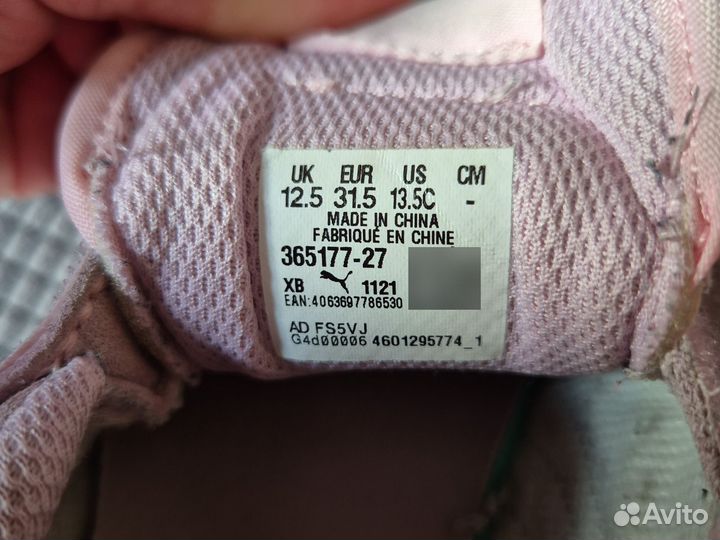 UK EUR US CM
12.5 31.5 13.5C -
MADE IN CHINA
FABRIQUÉ EN CHINE
365177-27
XB 1121
EAN:4063697786530
AD FS5VJ
G4d00006 4601295774_1
Avito